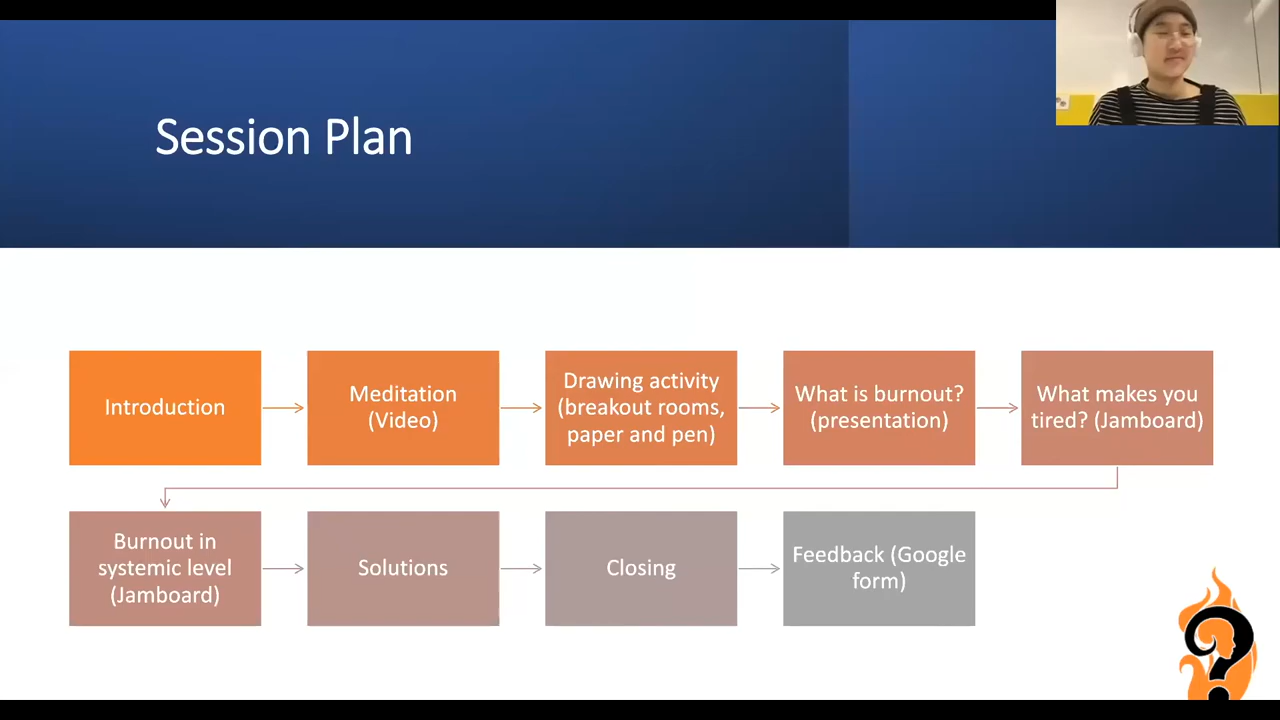 Session Plan
Introduction
Meditation
(Video)
Drawing activity
(breakout rooms,
paper and pen)
What is burnout?
(presentation)
What makes you
tired? (Jamboard)
Burnout in
systemic level
(Jamboard)
Solutions
Closing
Feedback (Google
form)
?